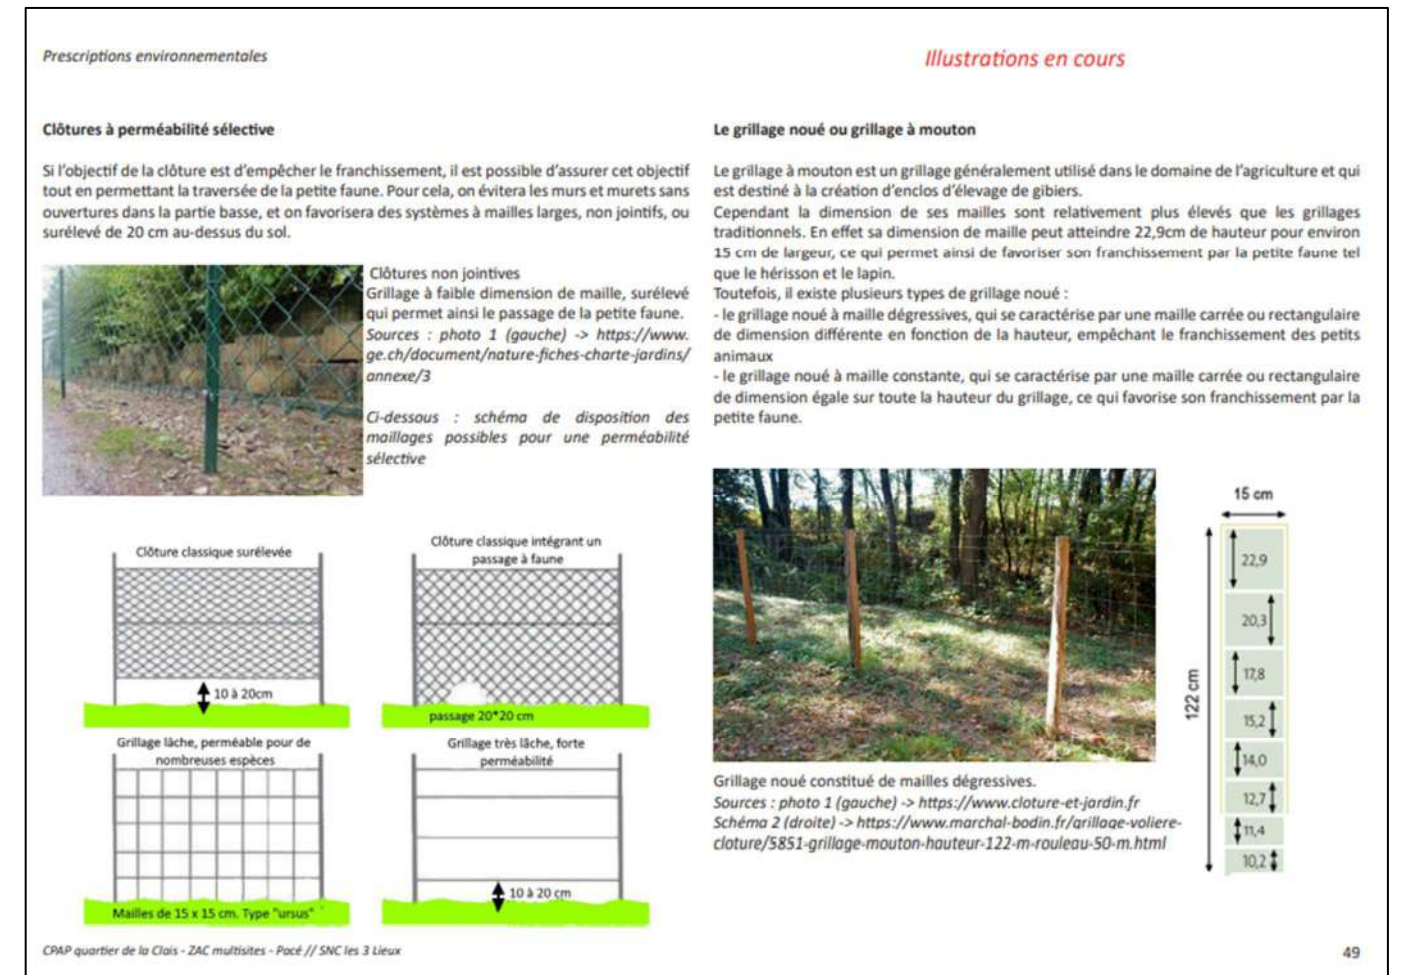 Prescriptions environnementales
Illustrations en cours
Clôtures à perméabilité sélective
Si l'objectif de la clôture est d'empêcher le franchissement, il est possible d'assurer cet objectif
tout en permettant la traversée de la petite faune. Pour cela, on évitera les murs et murets sans
ouvertures dans la partie basse, et on favorisera des systèmes à mailles larges, non jointifs, ou
surélevé de 20 cm au-dessus du sol.
Clôtures non jointives
Grillage à faible dimension de maille, surélevé
qui permet ainsi le passage de la petite faune.
Sources : photo 1 (gauche) -> https://www.
ge.ch/document/nature-fiches-charte-jardins/
annexe/3
Ci-dessous : schéma de disposition des
maillages possibles pour une perméabilité
sélective
Clôture classique surélevée
10 à 20cm
Clôture classique intégrant un
passage à faune
passage 20*20 cm
Grillage lâche, perméable pour de
nombreuses espèces
Mailles de 15 x 15 cm. Type "ursus"
Grillage très lâche, forte
perméabilité
10 à 20 cm
Le grillage noué ou grillage à mouton
Le grillage à mouton est un grillage généralement utilisé dans le domaine de l'agriculture et qui
est destiné à la création d'enclos d'élevage de gibiers.
Cependant la dimension de ses mailles sont relativement plus élevés que les grillages
traditionnels. En effet sa dimension de maille peut atteindre 22,9cm de hauteur pour environ
15 cm de largeur, ce qui permet ainsi de favoriser son franchissement par la petite faune tel
que le hérisson et le lapin.
Toutefois, il existe plusieurs types de grillage noué :
- le grillage noué à maille dégressives, qui se caractérise par une maille carrée ou rectangulaire
de dimension différente en fonction de la hauteur, empêchant le franchissement des petits
animaux
- le grillage noué à maille constante, qui se caractérise par une maille carrée ou rectangulaire
de dimension égale sur toute la hauteur du grillage, ce qui favorise son franchissement par la
petite faune.
Grillage noué constitué de mailles dégressives.
Sources : photo 1 (gauche) -> https://www.cloture-et-jardin.fr
Schéma 2 (droite) -> https://www.marchal-bodin.fr/grillage-voliere-
cloture/5851-grillage-mouton-hauteur-122-m-rouleau-50-m.html
15 cm
122 cm
22,9
20,3
17,8
15,2
14,0
12,7
11,4
10,2
CPAP quartier de la Clais - ZAC multisites - Pacé // SNC les 3 Lieux
49